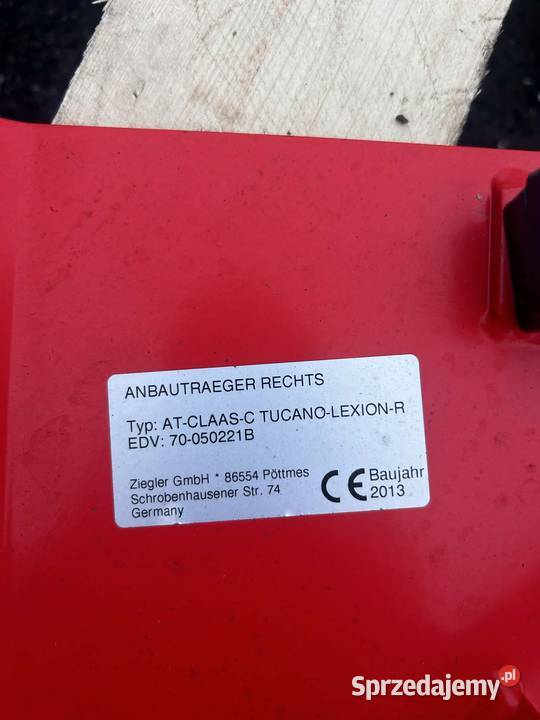 ANBAUTRAEGER RECHTS
Typ: AT-CLAAS-C TUCANO-LEXION-R
EDV: 70-050221B
Ziegler GmbH * 86554 Pöttmes
Schrobenhausener Str. 74
Germany
CE
Baujahr
2013
Sprzedajemy.pl